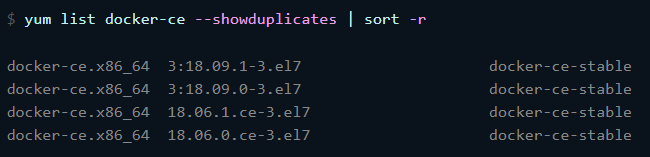 $ yum list docker-ce --showduplicates | sort -r
docker-ce.x86_64  3:18.09.1-3.el7                     docker-ce-stable
docker-ce.x86_64  3:18.09.0-3.el7                     docker-ce-stable
docker-ce.x86_64  18.06.1.ce-3.el7                    docker-ce-stable
docker-ce.x86_64  18.06.0.ce-3.el7                    docker-ce-stable